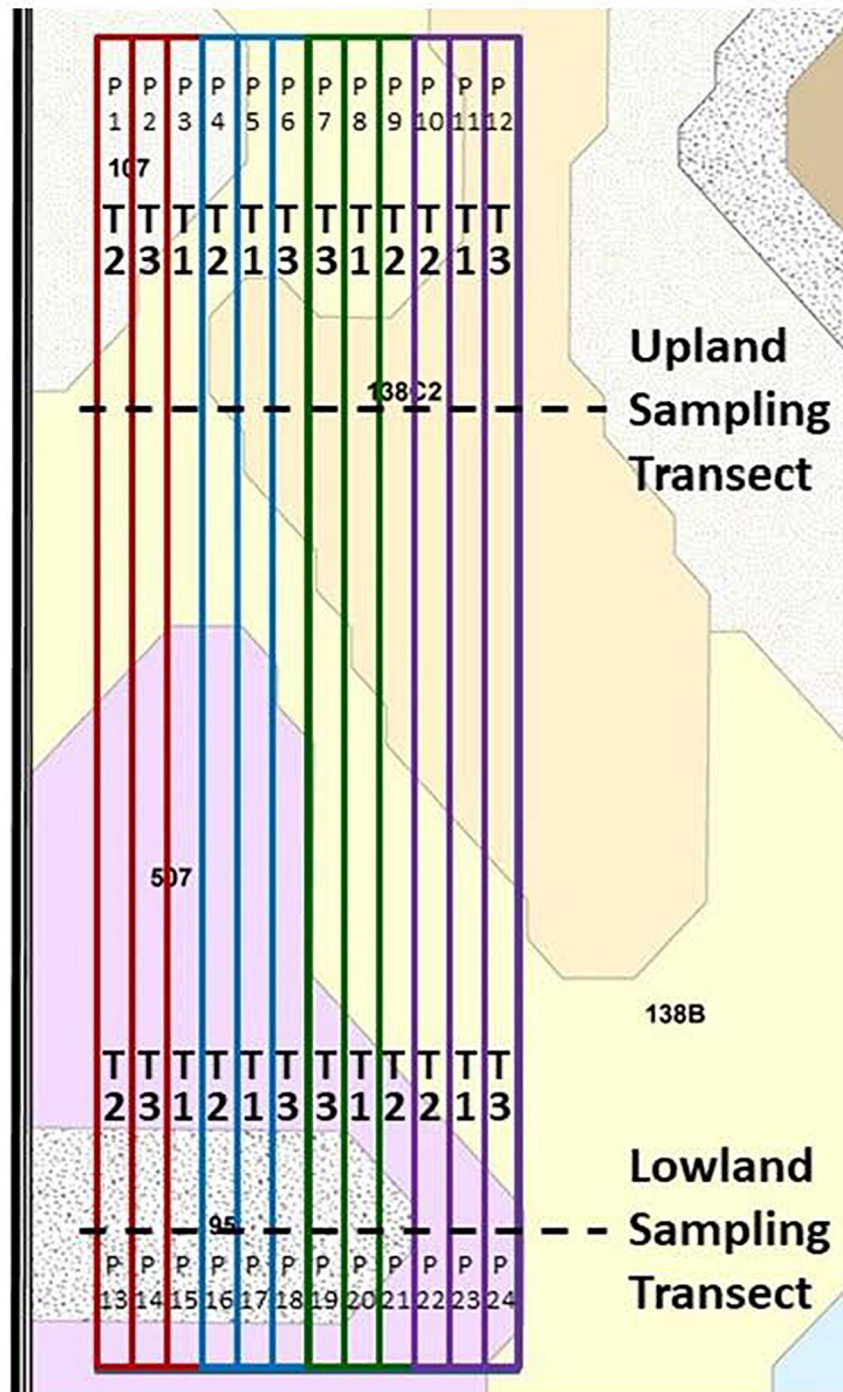 P P P P P P P P P P P P
1 2 3 4 5 6 7 8 9 10 11 12
107
T T T T T T T T T T T T
2 3 1 2 1 3 3 1 2 2 1 3
Upland
138C2
Sampling
Transect
507
138B
T T T T T T T T T T T T
2 3 1 2 1 3 3 1 2 2 1 3
Lowland
95
Sampling
P P P P P P P P P P P P
13 14 15 16 17 18 19 20 21 22 23 24
Transect